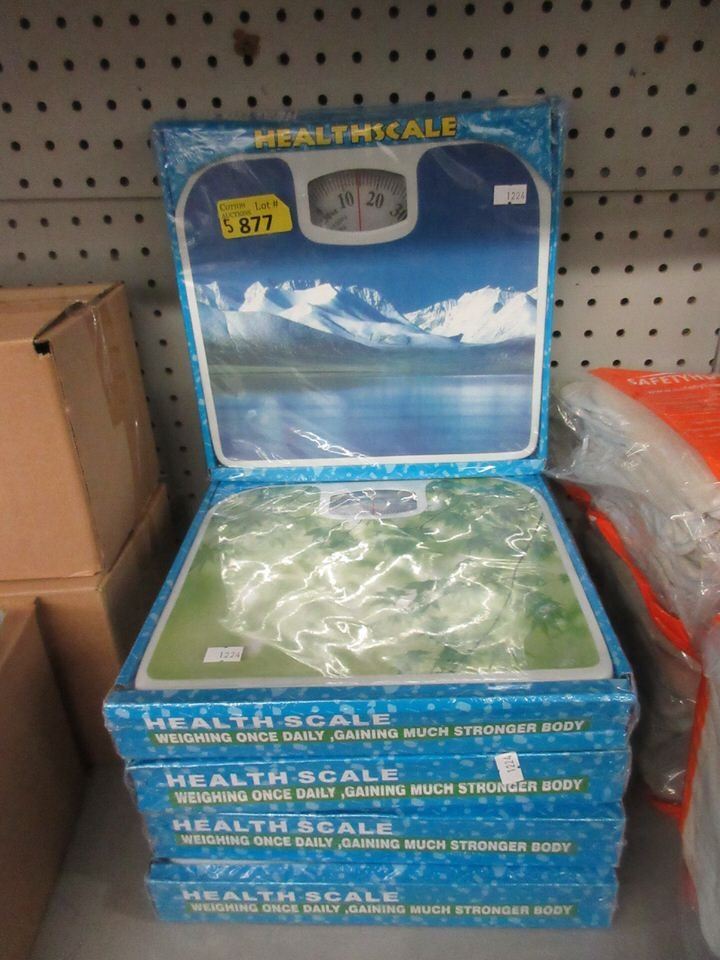 HEALTHSCALE
Lot #
AUCTIONS
5 877
1224
10 20 30
1224
HEALTH SCALE
WEIGHING ONCE DAILY ,GAINING MUCH STRONGER BODY
1224
HEALTH SCALE
WEIGHING ONCE DAILY ,GAINING MUCH STRONGER BODY
HEALTH SCALE
WEIGHING ONCE DAILY ,GAINING MUCH STRONGER BODY
HEALTH SCALE
WEIGHING ONCE DAILY ,GAINING MUCH STRONGER BODY